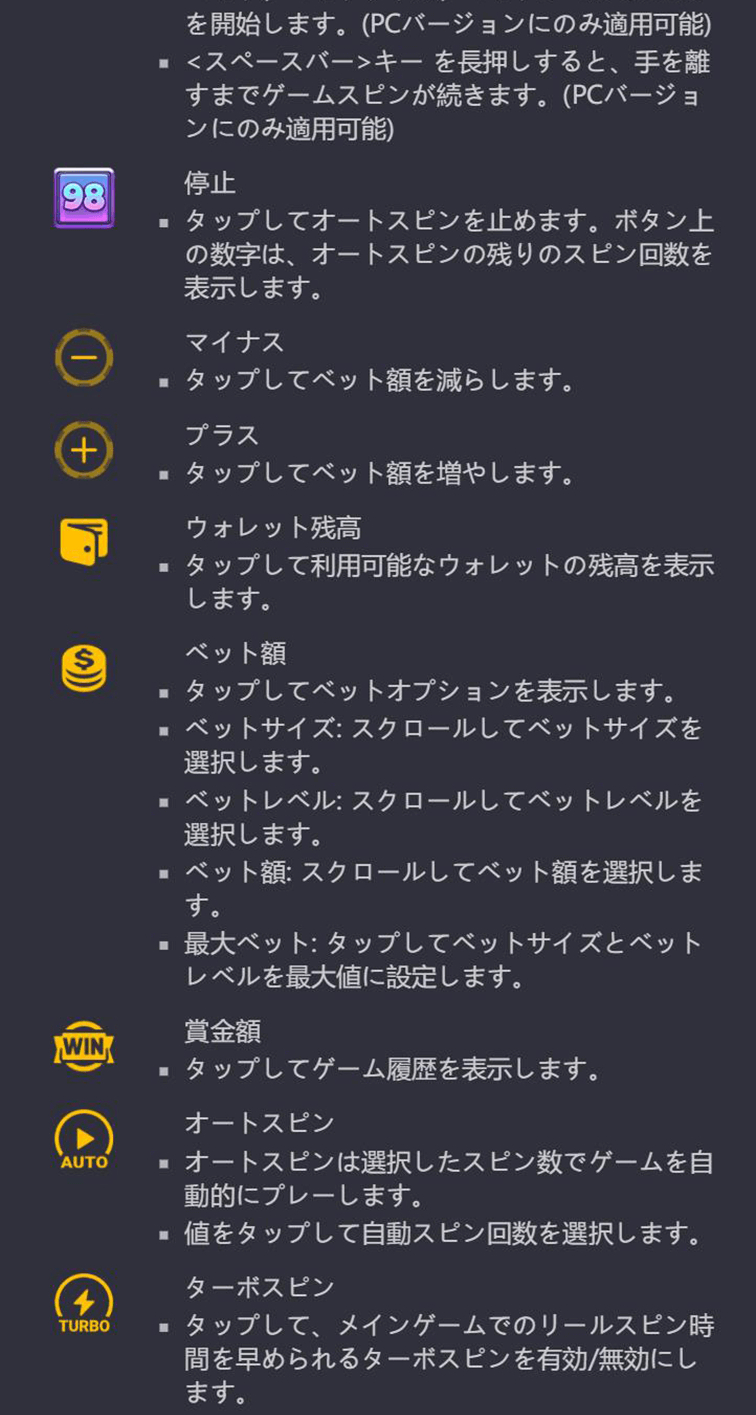 を開始します。(PCバージョンにのみ適用可能)
▪ <スペースバー>キー を長押しすると、手を離
すまでゲームスピンが続きます。(PCバージョ
ンにのみ適用可能)
98
停止
▪ タップしてオートスピンを止めます。ボタン上
の数字は、オートスピンの残りのスピン回数を
表示します。
マイナス
▪ タップしてベット額を減らします。
プラス
▪ タップしてベット額を増やします。
ウォレット残高
▪ タップして利用可能なウォレットの残高を表示
します。
ベット額
▪ タップしてベットオプションを表示します。
▪ ベットサイズ: スクロールしてベットサイズを
選択します。
▪ ベットレベル: スクロールしてベットレベルを
選択します。
▪ ベット額: スクロールしてベット額を選択しま
す。
▪ 最大ベット: タップしてベットサイズとベット
レベルを最大値に設定します。
WIN
賞金額
▪ タップしてゲーム履歴を表示します。
AUTO
オートスピン
▪ オートスピンは選択したスピン数でゲームを自
動的にプレーします。
▪ 値をタップして自動スピン回数を選択します。
TURBO
ターボスピン
▪ タップして、メインゲームでのリールスピン時
間を早められるターボスピンを有効/無効にし
ます。